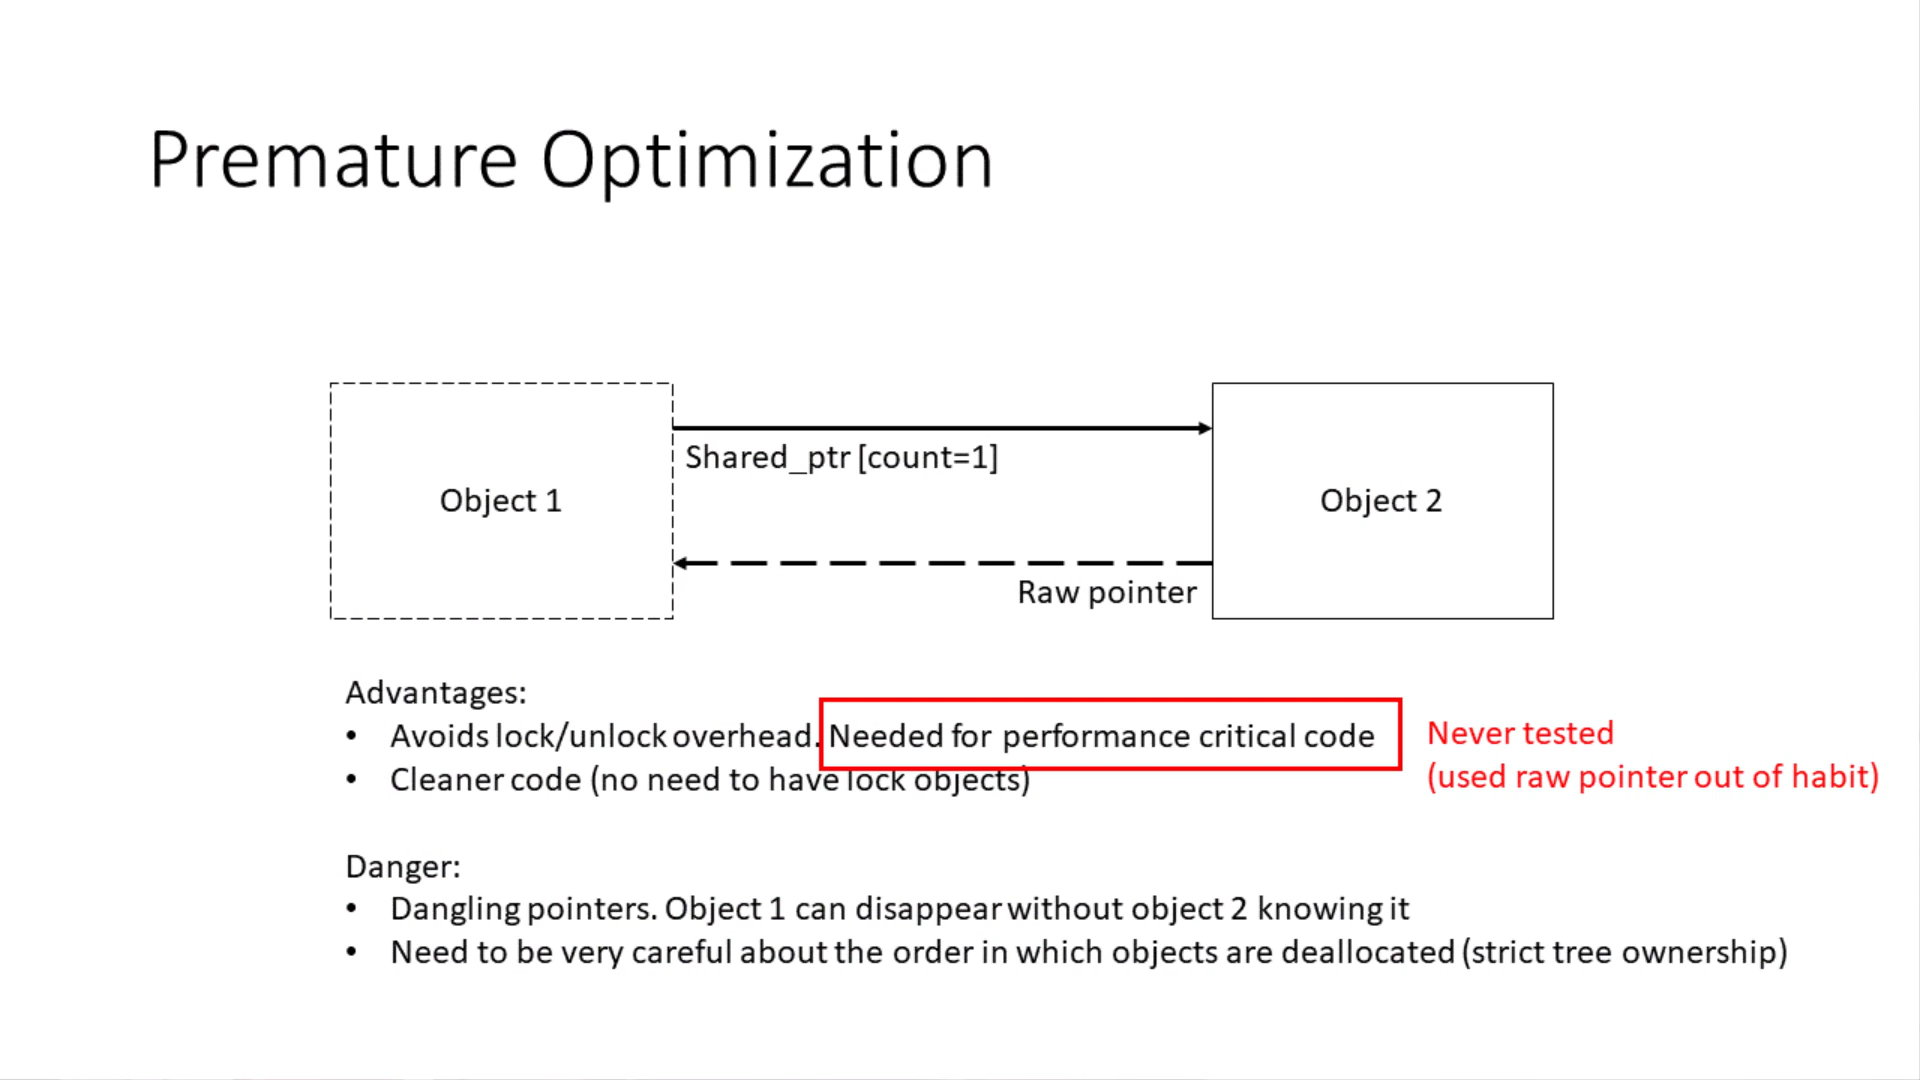 Premature Optimization
Shared_ptr [count=1]
Object 1
Object 2
Raw pointer
Advantages:
• Avoids lock/unlock overhead. Needed for performance critical code
Never tested
(used raw pointer out of habit)
• Cleaner code (no need to have lock objects)
Danger:
• Dangling pointers. Object 1 can disappear without object 2 knowing it
• Need to be very careful about the order in which objects are deallocated (strict tree ownership)